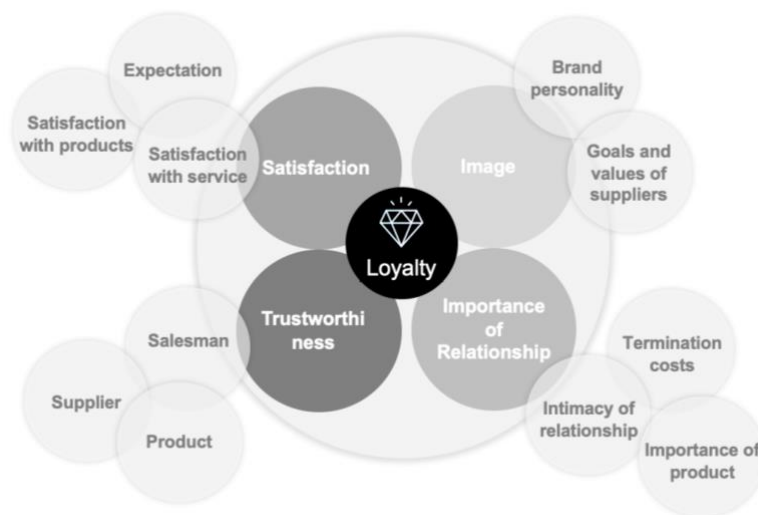 Expectation
Satisfaction
with products
Satisfaction
with service
Satisfaction
Image
Brand
personality
Goals and
values of
suppliers
Loyalty
Trustworthi
ness
Importance
of
Relationship
Salesman
Supplier
Product
Termination
costs
Intimacy of
relationship
Importance of
product